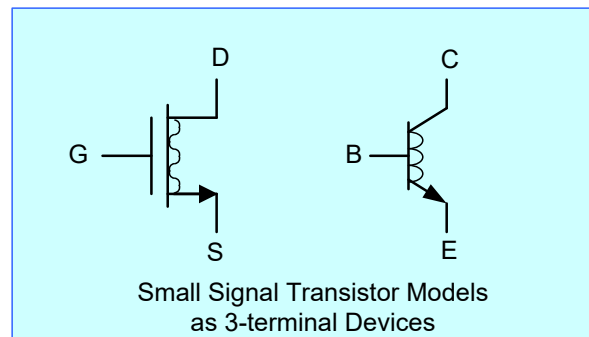 D
C
G
B
S
E
Small Signal Transistor Models
as 3-terminal Devices